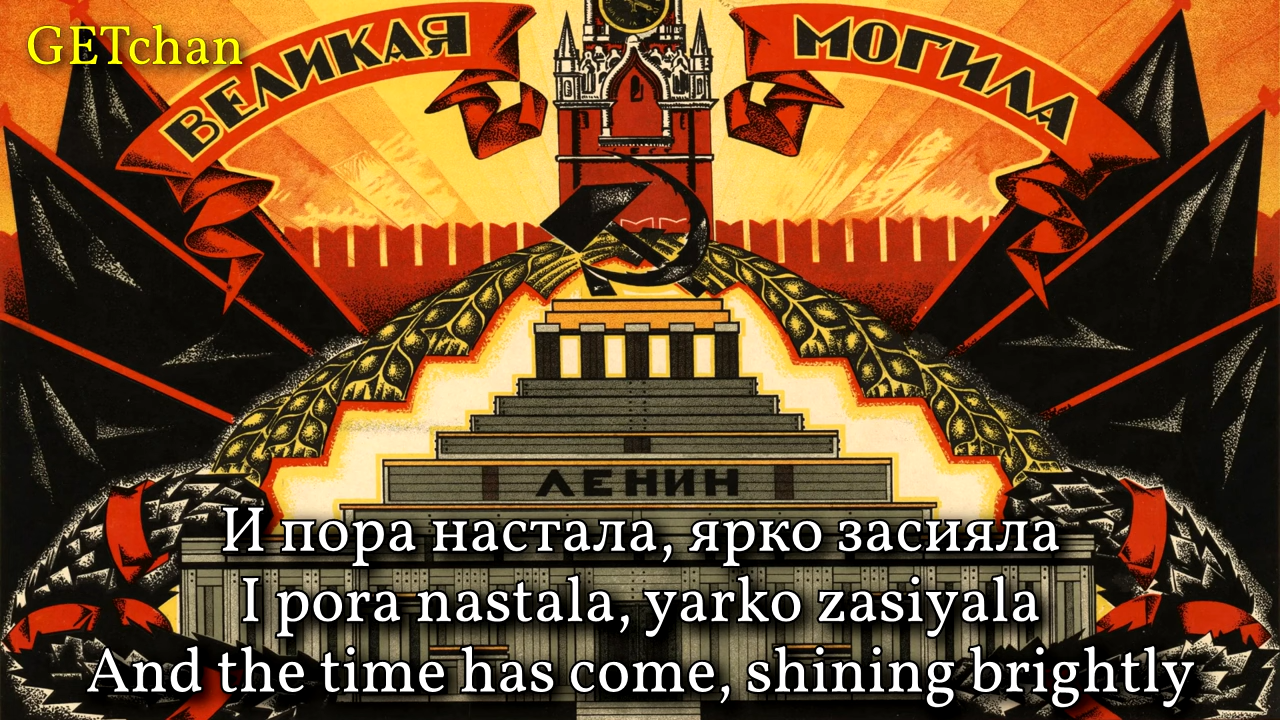 GETchan
ВЕЛИКАЯ МОГИЛА
ЛЕНИН
И пора настала, ярко засияла
I pora nastala, yarko zasiyala
And the time has come, shining brightly